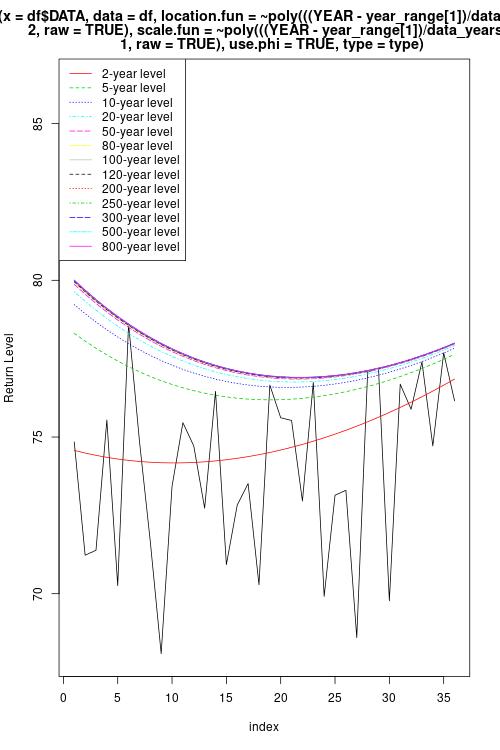 (x = df$DATA, data = df, location.fun = ~poly(((YEAR - year_range[1])/data
2, raw = TRUE), scale.fun = ~poly(((YEAR - year_range[1])/data_years
1, raw = TRUE), use.phi = TRUE, type = type)
2-year level
5-year level
10-year level
20-year level
50-year level
80-year level
100-year level
120-year level
200-year level
250-year level
300-year level
500-year level
800-year level
Return Level
85
80
75
70
0 5 10 15 20 25 30 35
index